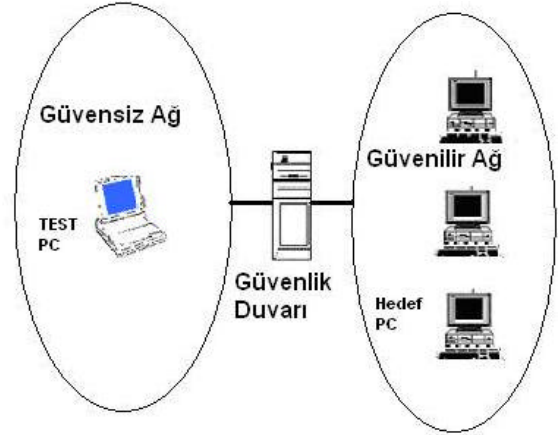 Güvensiz Ağ
TEST
PC
Güvenlik
Duvarı
Güvenilir Ağ
Hedef
PC